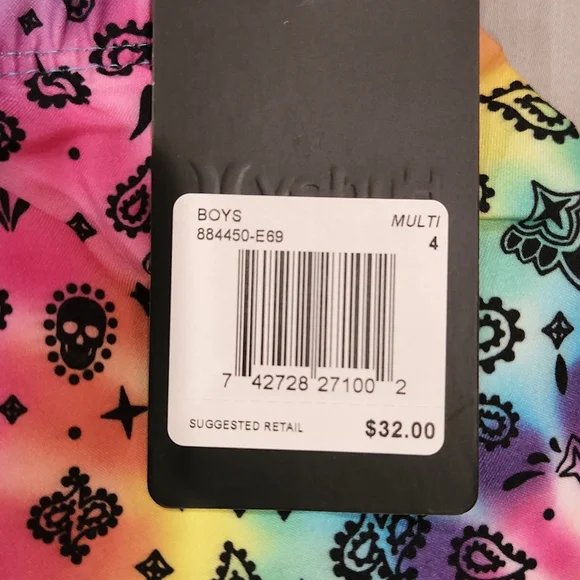 BOYS MULTI
884450-E69 4
7 42728 27100 2
SUGGESTED RETAIL $32.00